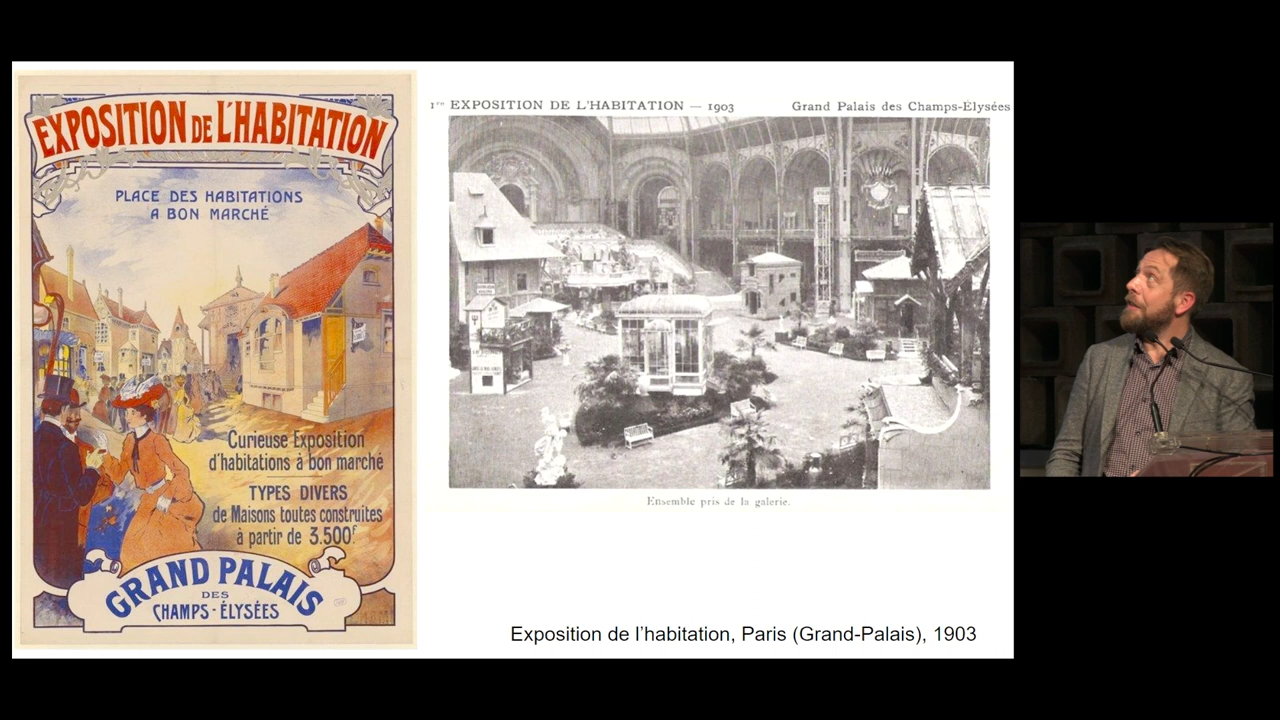 EXPOSITION DE L'HABITATION
PLACE DES HABITATIONS
A BON MARCHÉ
Curieuse Exposition
d'habitations à bon marché
TYPES DIVERS
de Maisons toutes construites
à partir de 3.500f
GRAND PALAIS
DES
CHAMPS-ÉLYSÉES
1re EXPOSITION DE L'HABITATION — 1903
Grand Palais des Champs-Élysées
Ensemble pris de la galerie.
Exposition de l'habitation, Paris (Grand-Palais), 1903